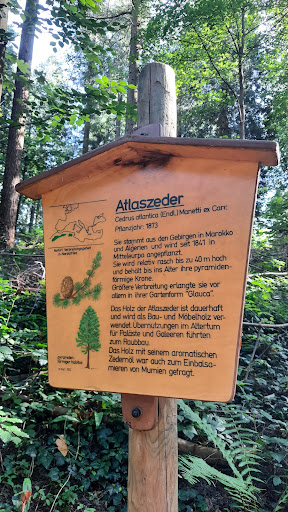 Atlaszeder
Cedrus atlantica (Endl.) Manetti ex Carr.
Pflanzjahr: 1873
Sie stammt aus den Gebirgen in Marokko
und Algerien und wird seit 1841 in
Mitteleuropa angepflanzt.
Sie wird relativ rasch bis zu 40 m hoch
und behält bis ins Alter ihre pyramiden-
förmige Krone.
Größere Verbreitung erlangte sie vor
allem in ihrer Gartenform "Glauca".
Das Holz der Atlaszeder ist dauerhaft
und wird als Bau- und Möbelholz ver-
wendet. Übernutzungen im Altertum
für Paläste und Galeeren führten
zum Raubbau.
Das Holz mit seinem aromatischen
Zedernöl war auch zum Einbalsa-
mieren von Mumien gefragt.